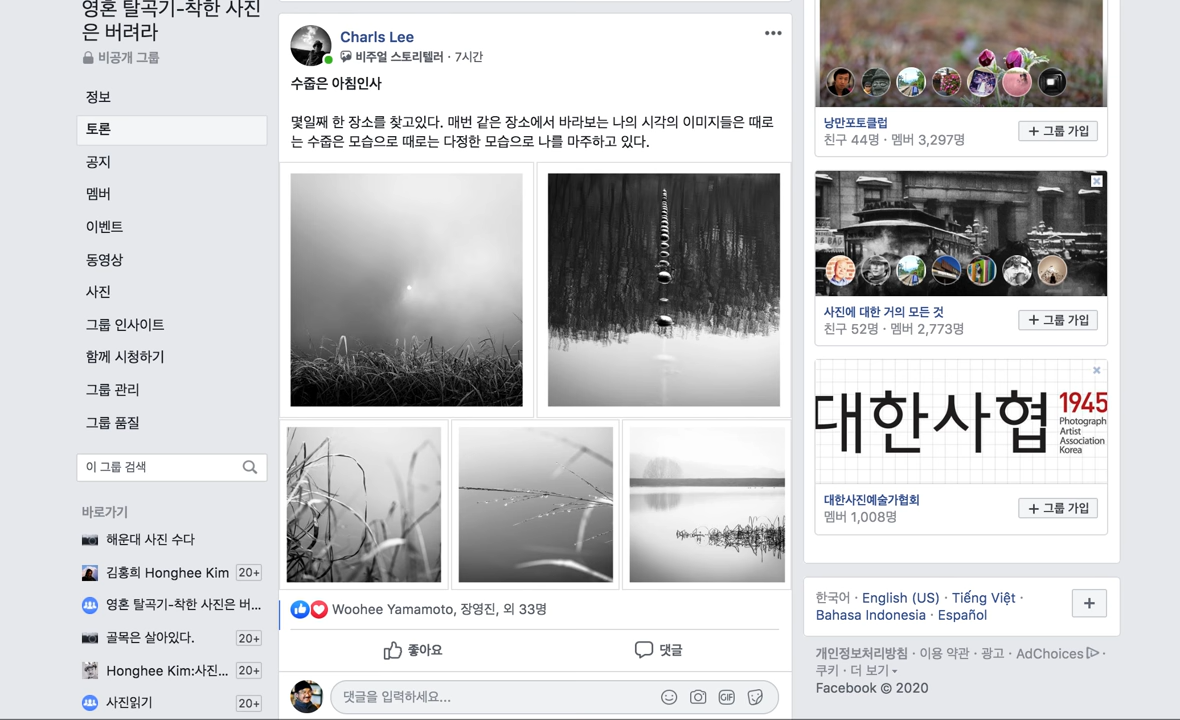 영혼 탈곡기-착한 사진
은 버려라
비공개 그룹
정보
토론
공지
멤버
이벤트
동영상
사진
그룹 인사이트
함께 시청하기
그룹 관리
그룹 품질
이 그룹 검색
바로가기
해운대 사진 수다
김홍희 Honghee Kim 20+
영혼 탈곡기-착한 사진은 버...
골목은 살아있다. 20+
Honghee Kim:사진... 20+
사진읽기 20+
Charls Lee
비주얼 스토리텔러 · 7시간
수줍은 아침인사
몇일째 한 장소를 찾고있다. 매번 같은 장소에서 바라보는 나의 시각의 이미지들은 때로
는 수줍은 모습으로 때로는 다정한 모습으로 나를 마주하고 있다.
Woohee Yamamoto, 장영진, 외 33명
좋아요
댓글
댓글을 입력하세요...
GIF
낭만포토클럽
친구 44명 · 멤버 3,297명
+ 그룹 가입
사진에 대한 거의 모든 것
친구 52명 · 멤버 2,773명
+ 그룹 가입
대한사협
1945
Photograph
Artist
Association
Korea
대한사진예술가협회
멤버 1,008명
+ 그룹 가입
한국어 · English (US) · Tiếng Việt ·
Bahasa Indonesia · Español
개인정보처리방침 · 이용 약관 · 광고 · AdChoices ·
쿠키 · 더 보기
Facebook © 2020